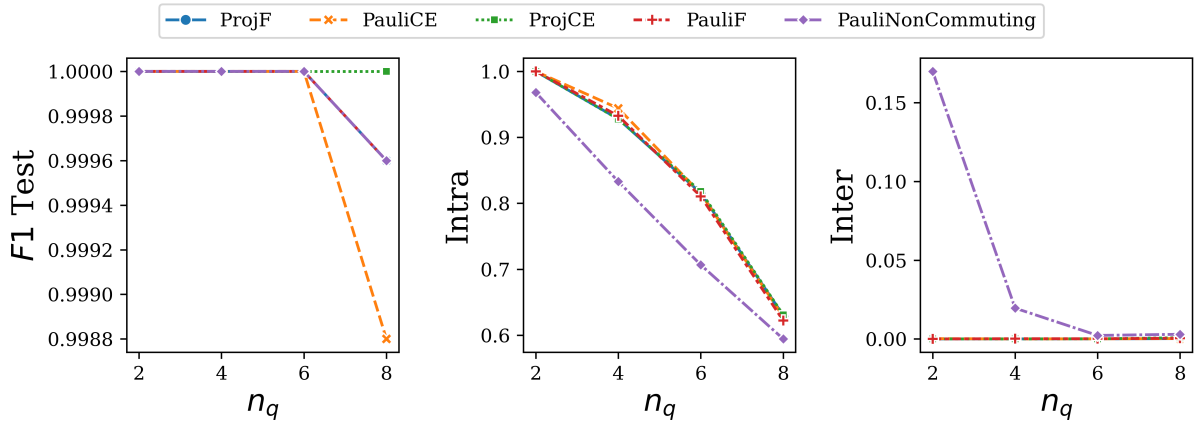 ProjF PauliCE ProjCE PauliF PauliNonCommuting
F1 Test
1.0000
0.9998
0.9996
0.9994
0.9992
0.9990
0.9988
2 4 6 8
n_q
Intra
1.0
0.9
0.8
0.7
0.6
2 4 6 8
n_q
Inter
0.15
0.10
0.05
0.00
2 4 6 8
n_q